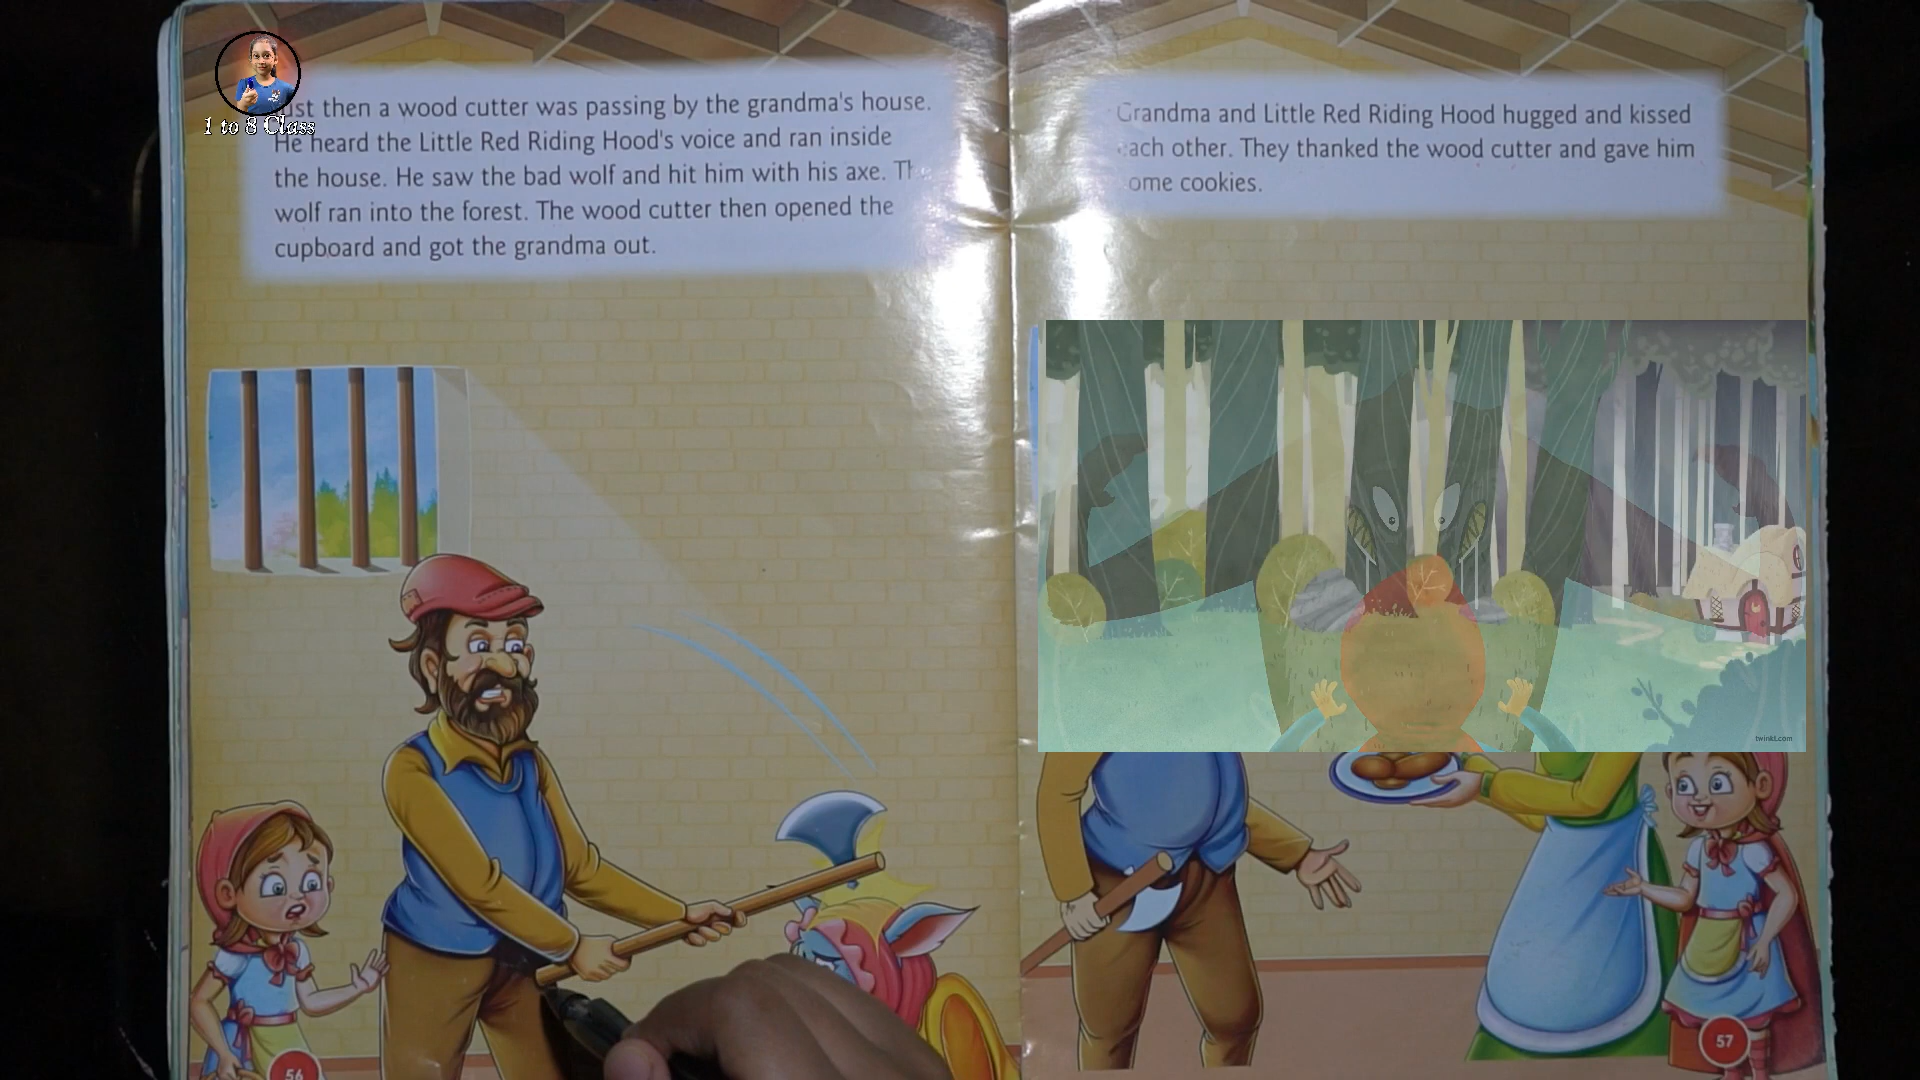 1 to 8 Class
ust then a wood cutter was passing by the grandma's house.
He heard the Little Red Riding Hood's voice and ran inside
the house. He saw the bad wolf and hit him with his axe. The
wolf ran into the forest. The wood cutter then opened the
cupboard and got the grandma out.
Grandma and Little Red Riding Hood hugged and kissed
each other. They thanked the wood cutter and gave him
ome cookies.
twinkl.com
56
57